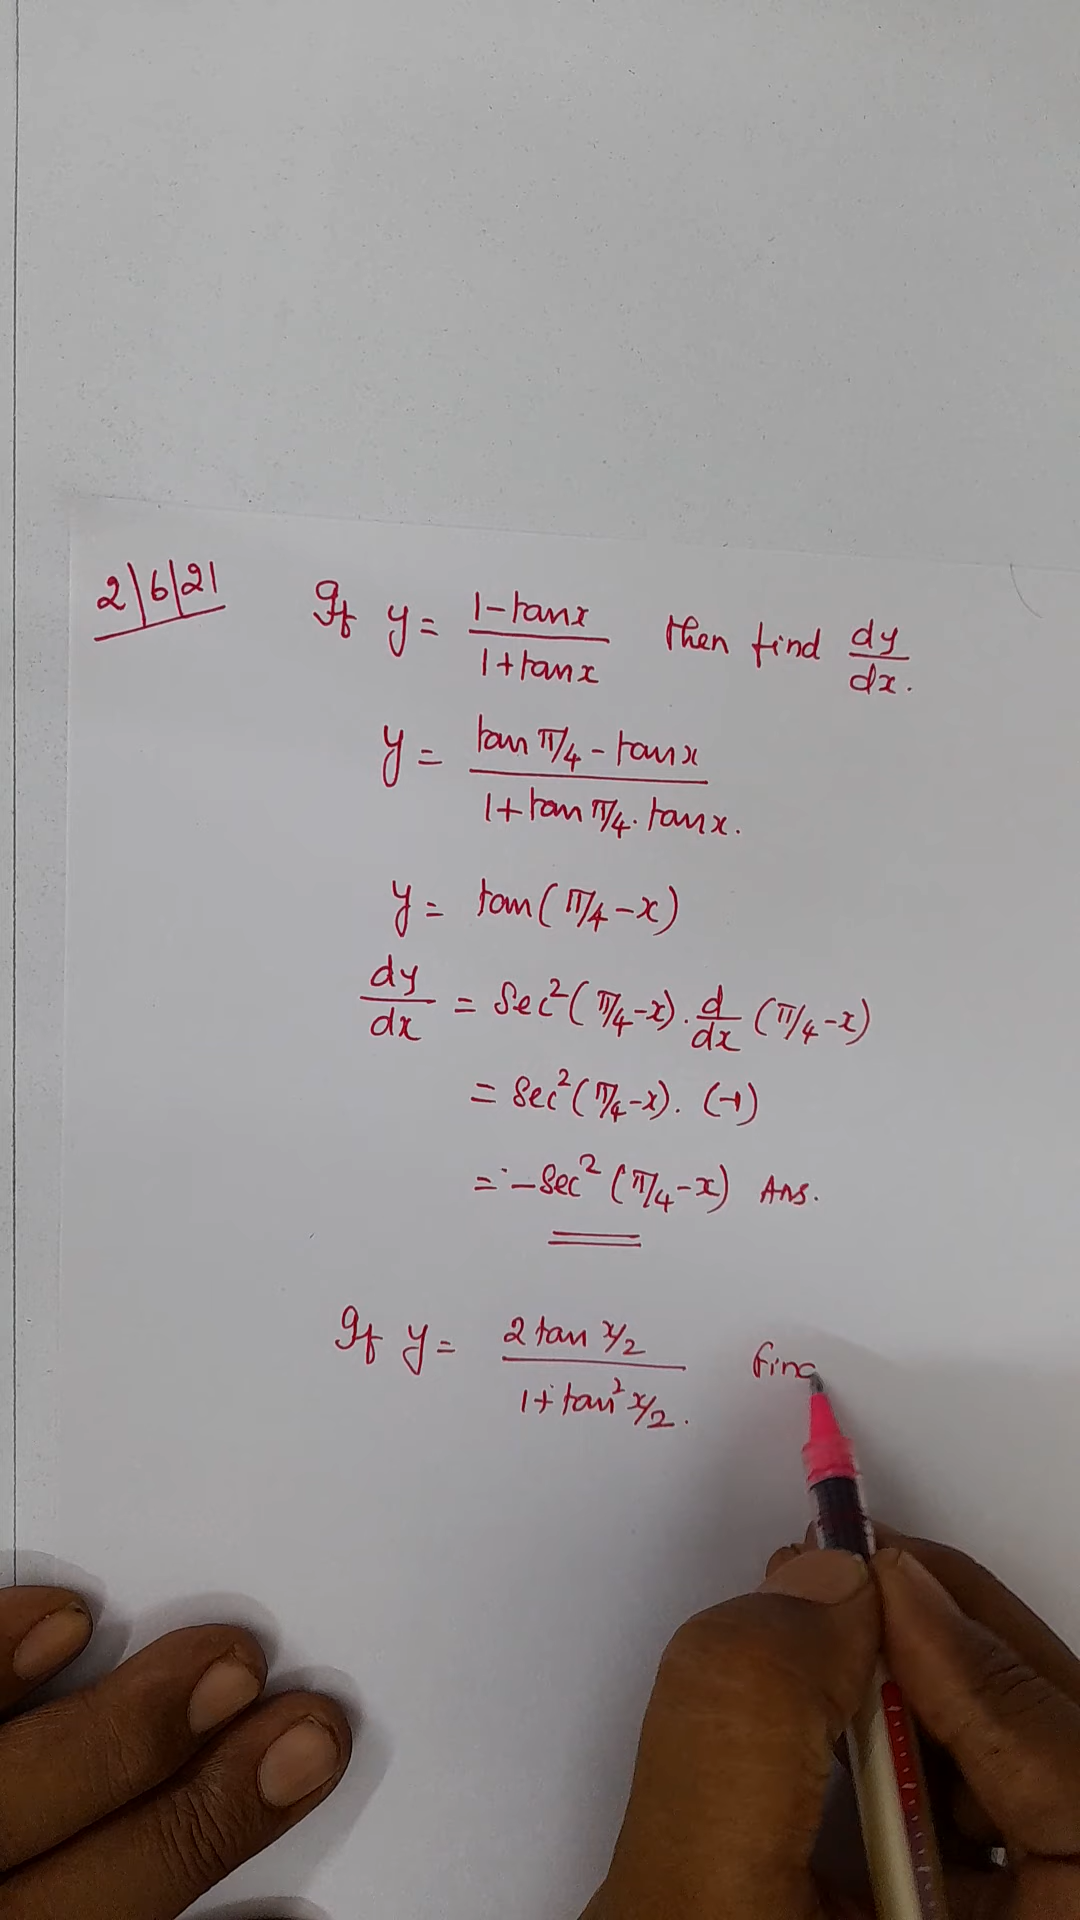 2|6|21 If y = (1-tanx)/(1+tanx) then find dy/dx.
y = (tan π/4 - tanx)/(1+tan π/4. tanx.)
y = tan(π/4 - x)
dy/dx = Sec²(π/4-x). d/dx (π/4-x)
= Sec²(π/4-x). (-1)
= -Sec² (π/4-x) Ans.
If y = (2 tan x/2)/(1+tan² x/2.) find